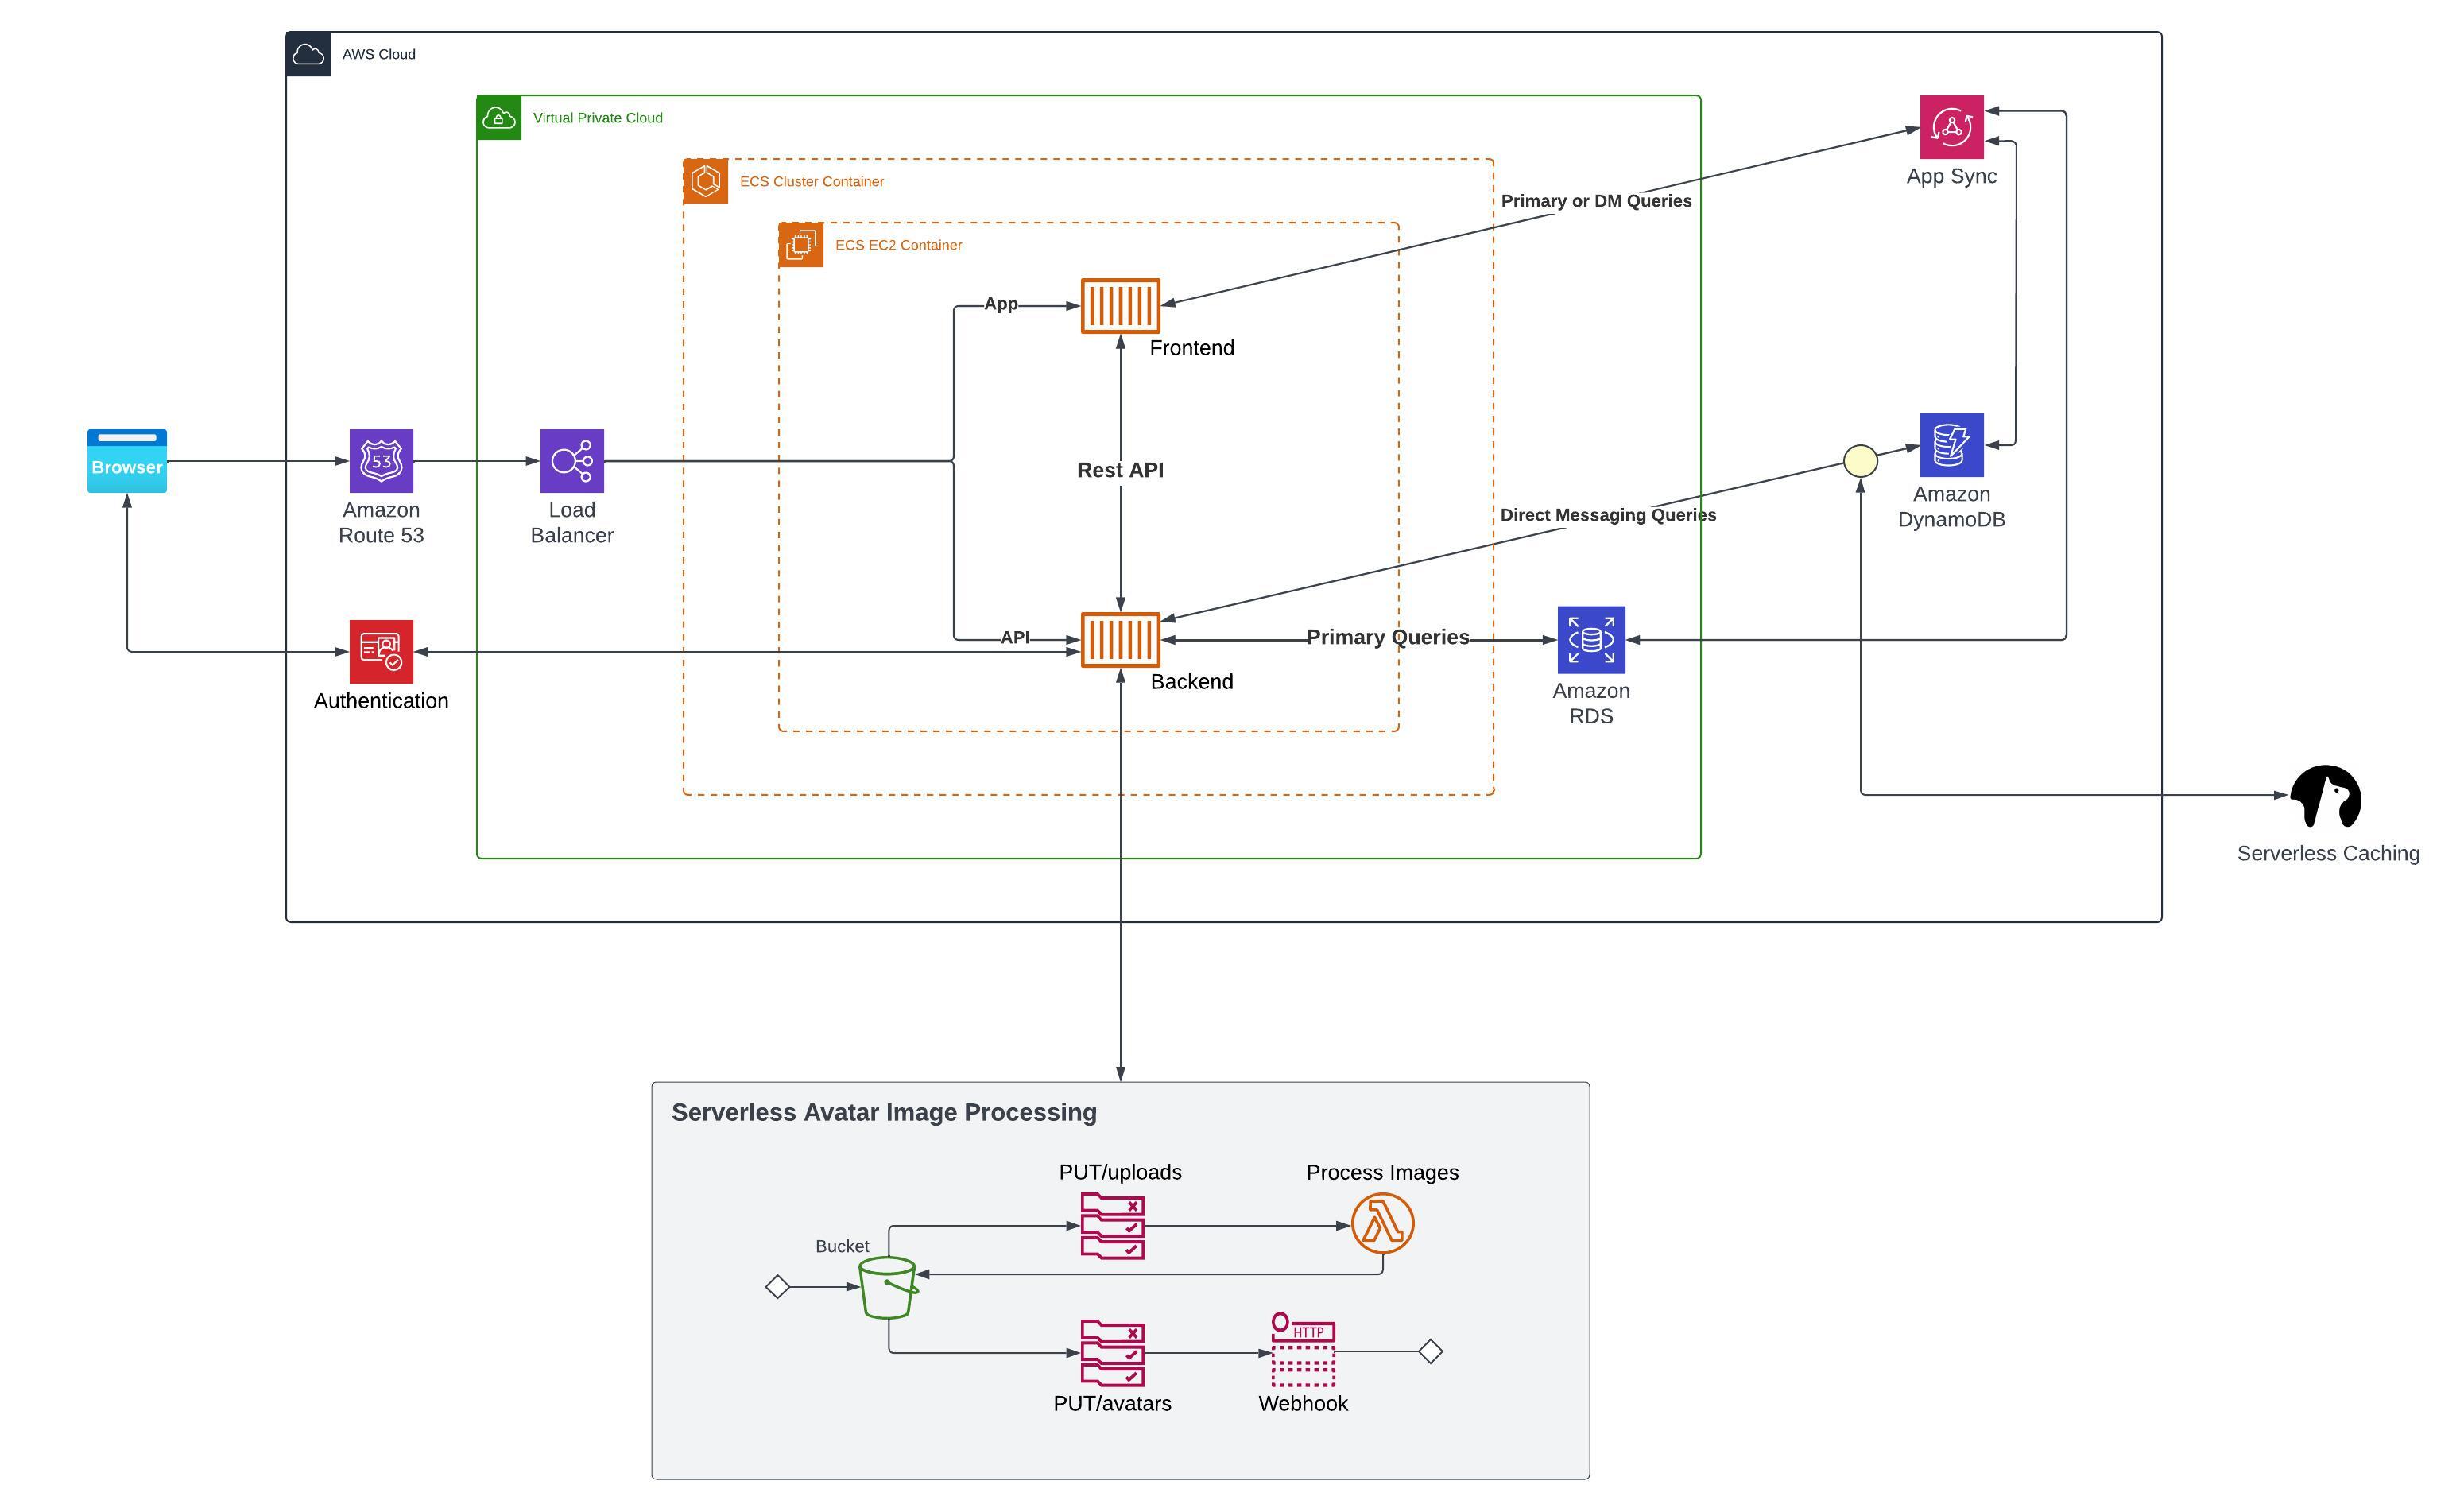 AWS Cloud
Virtual Private Cloud
ECS Cluster Container
ECS EC2 Container
Primary or DM Queries
App Sync
App
Frontend
Browser
53
Amazon
Route 53
Load
Balancer
Rest API
Direct Messaging Queries
Amazon
DynamoDB
API
Primary Queries
Authentication
Backend
Amazon
RDS
Serverless Caching
Serverless Avatar Image Processing
PUT/uploads
Process Images
Bucket
HTTP
PUT/avatars
Webhook